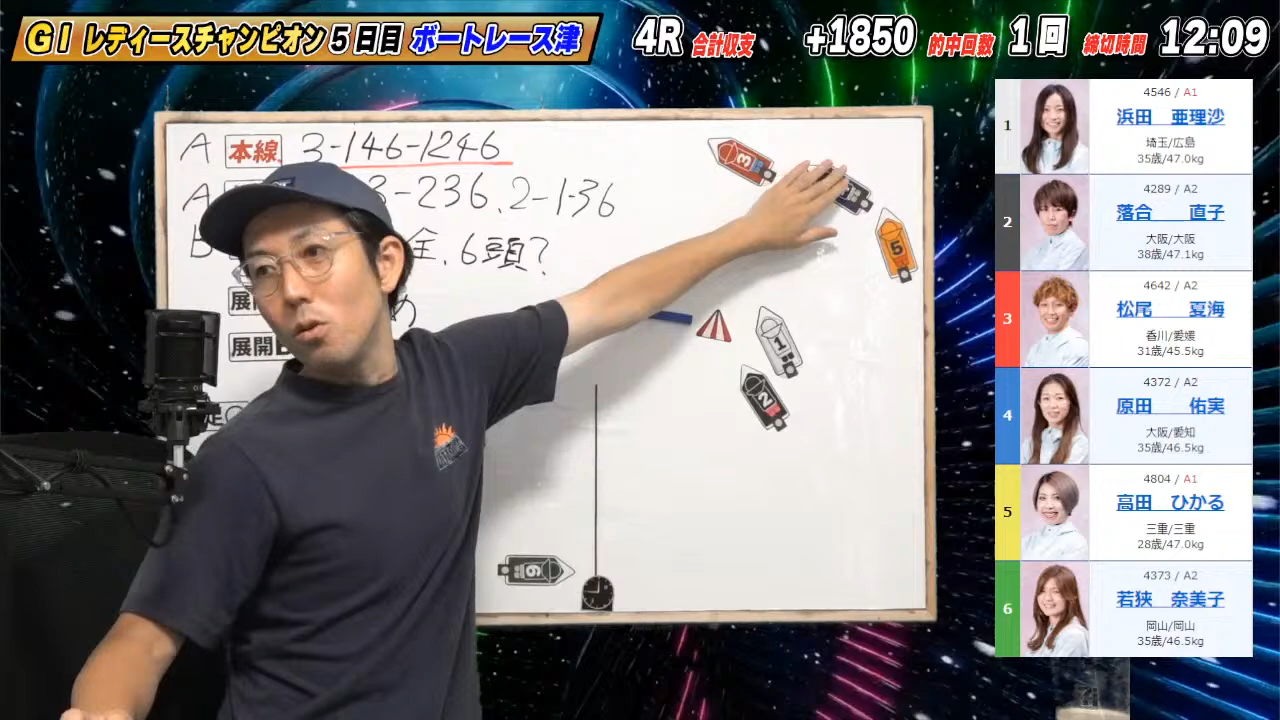 GⅠ レディースチャンピオン 5日目 ボートレース津
4R 合計収支 +1850 的中回数 1回 締切時間 12:09
A 本線 3-146-1246
A 3-236.2-1-36
B 全.6頭?
展 め
展開
3
5
1
2
6
1 4546 / A1
浜田 亜理沙
埼玉/広島
35歳/47.0kg
2 4289 / A2
落合 直子
大阪/大阪
38歳/47.1kg
3 4642 / A2
松尾 夏海
香川/愛媛
31歳/45.5kg
4 4372 / A2
原田 佑実
大阪/愛知
35歳/46.5kg
5 4804 / A1
高田 ひかる
三重/三重
28歳/47.0kg
6 4373 / A2
若狭 奈美子
岡山/岡山
35歳/46.5kg